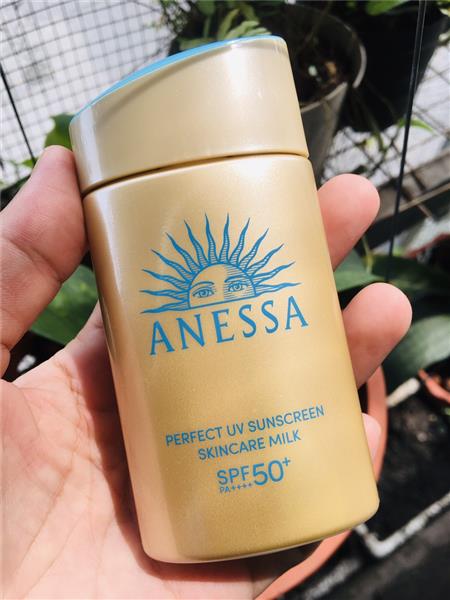 ANESSA
PERFECT UV SUNSCREEN
SKINCARE MILK
SPF50+
PA++++